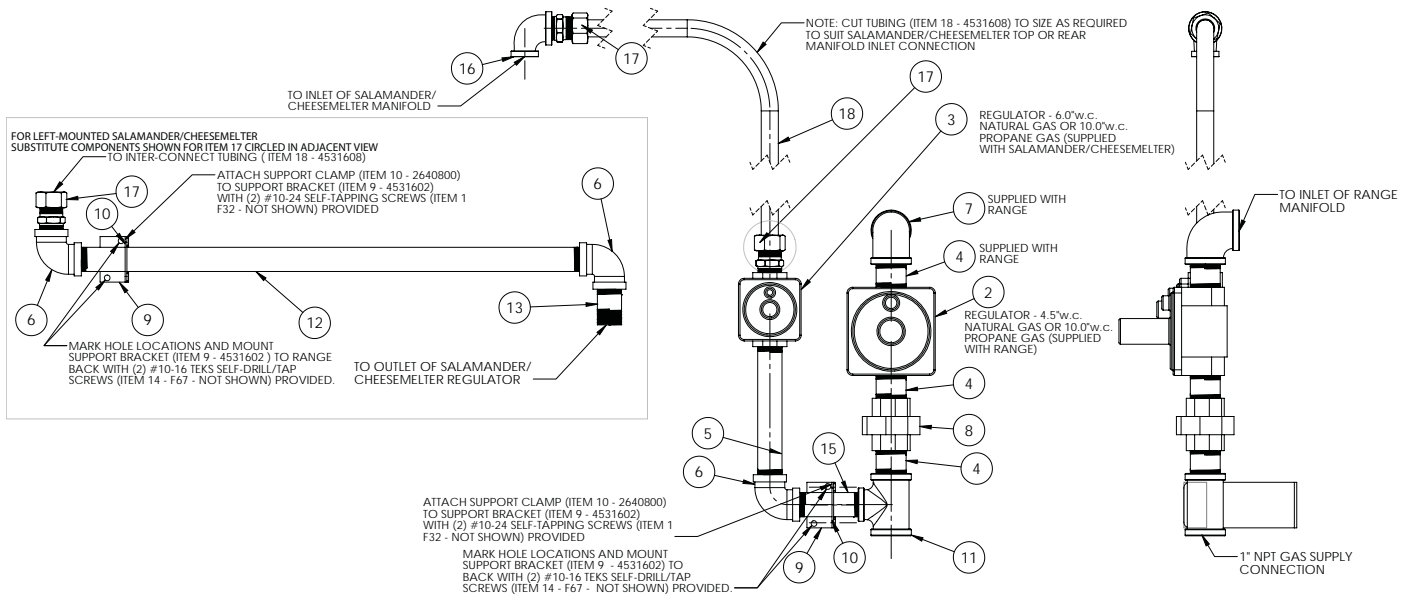 NOTE: CUT TUBING (ITEM 18 - 4531608) TO SIZE AS REQUIRED
TO SUIT SALAMANDER/CHEESEMELTER TOP OR REAR
MANIFOLD INLET CONNECTION
16
17
TO INLET OF SALAMANDER/
CHEESEMELTER MANIFOLD
17
18
3
REGULATOR - 6.0"w.c.
NATURAL GAS OR 10.0"w.c.
PROPANE GAS (SUPPLIED
WITH SALAMANDER/CHEESEMELTER)
FOR LEFT-MOUNTED SALAMANDER/CHEESEMELTER
SUBSTITUTE COMPONENTS SHOWN FOR ITEM 17 CIRCLED IN ADJACENT VIEW
TO INTER-CONNECT TUBING ( ITEM 18 - 4531608)
17
10
ATTACH SUPPORT CLAMP (ITEM 10 - 2640800)
TO SUPPORT BRACKET (ITEM 9 - 4531602)
WITH (2) #10-24 SELF-TAPPING SCREWS (ITEM 1
F32 - NOT SHOWN) PROVIDED
6
6
9
12
13
MARK HOLE LOCATIONS AND MOUNT
SUPPORT BRACKET (ITEM 9 - 4531602 ) TO RANGE
BACK WITH (2) #10-16 TEKS SELF-DRILL/TAP
SCREWS (ITEM 14 - F67 - NOT SHOWN) PROVIDED.
TO OUTLET OF SALAMANDER/
CHEESEMELTER REGULATOR
7
SUPPLIED WITH
RANGE
4
SUPPLIED WITH
RANGE
2
REGULATOR - 4.5"w.c.
NATURAL GAS OR 10.0"w.c.
PROPANE GAS (SUPPLIED
WITH RANGE)
TO INLET OF RANGE
MANIFOLD
4
8
4
5
6
15
ATTACH SUPPORT CLAMP (ITEM 10 - 2640800)
TO SUPPORT BRACKET (ITEM 9 - 4531602)
WITH (2) #10-24 SELF-TAPPING SCREWS (ITEM 1
F32 - NOT SHOWN) PROVIDED
MARK HOLE LOCATIONS AND MOUNT
SUPPORT BRACKET (ITEM 9 - 4531602) TO
BACK WITH (2) #10-16 TEKS SELF-DRILL/TAP
SCREWS (ITEM 14 - F67 - NOT SHOWN) PROVIDED.
9
10
11
1" NPT GAS SUPPLY
CONNECTION